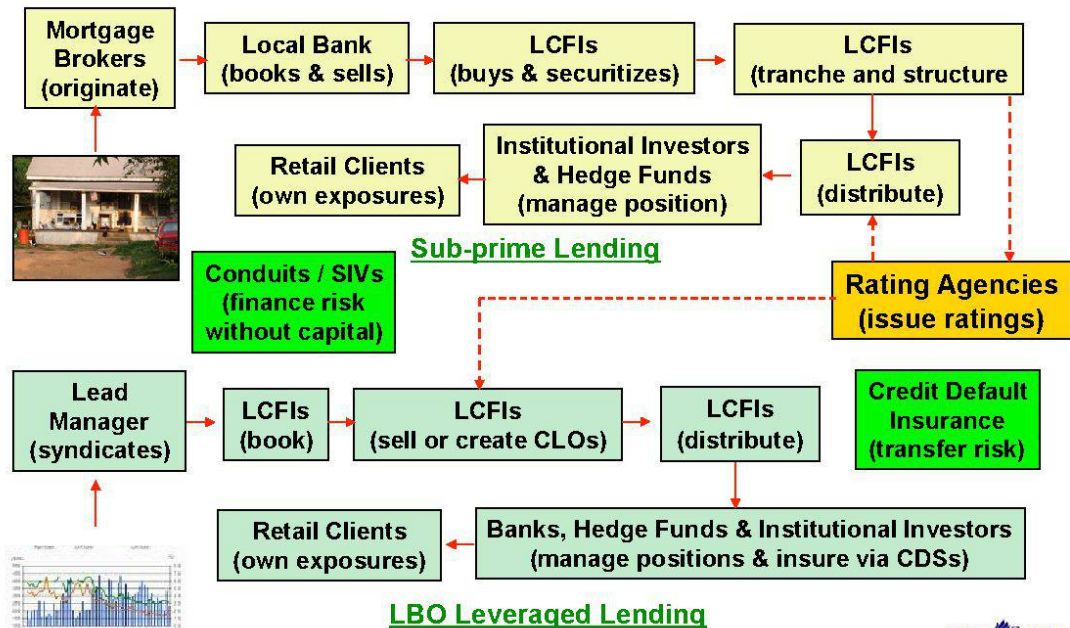 Mortgage
Brokers
(originate)
Local Bank
(books & sells)
LCFIs
(buys & securitizes)
LCFIs
(tranche and structure
Retail Clients
(own exposures)
Institutional Investors
& Hedge Funds
(manage position)
LCFIs
(distribute)
Sub-prime Lending
Conduits / SIVs
(finance risk
without capital)
Rating Agencies
(issue ratings)
Lead
Manager
(syndicates)
LCFIs
(book)
LCFIs
(sell or create CLOs)
LCFIs
(distribute)
Credit Default
Insurance
(transfer risk)
Retail Clients
(own exposures)
Banks, Hedge Funds & Institutional Investors
(manage positions & insure via CDSs)
LBO Leveraged Lending